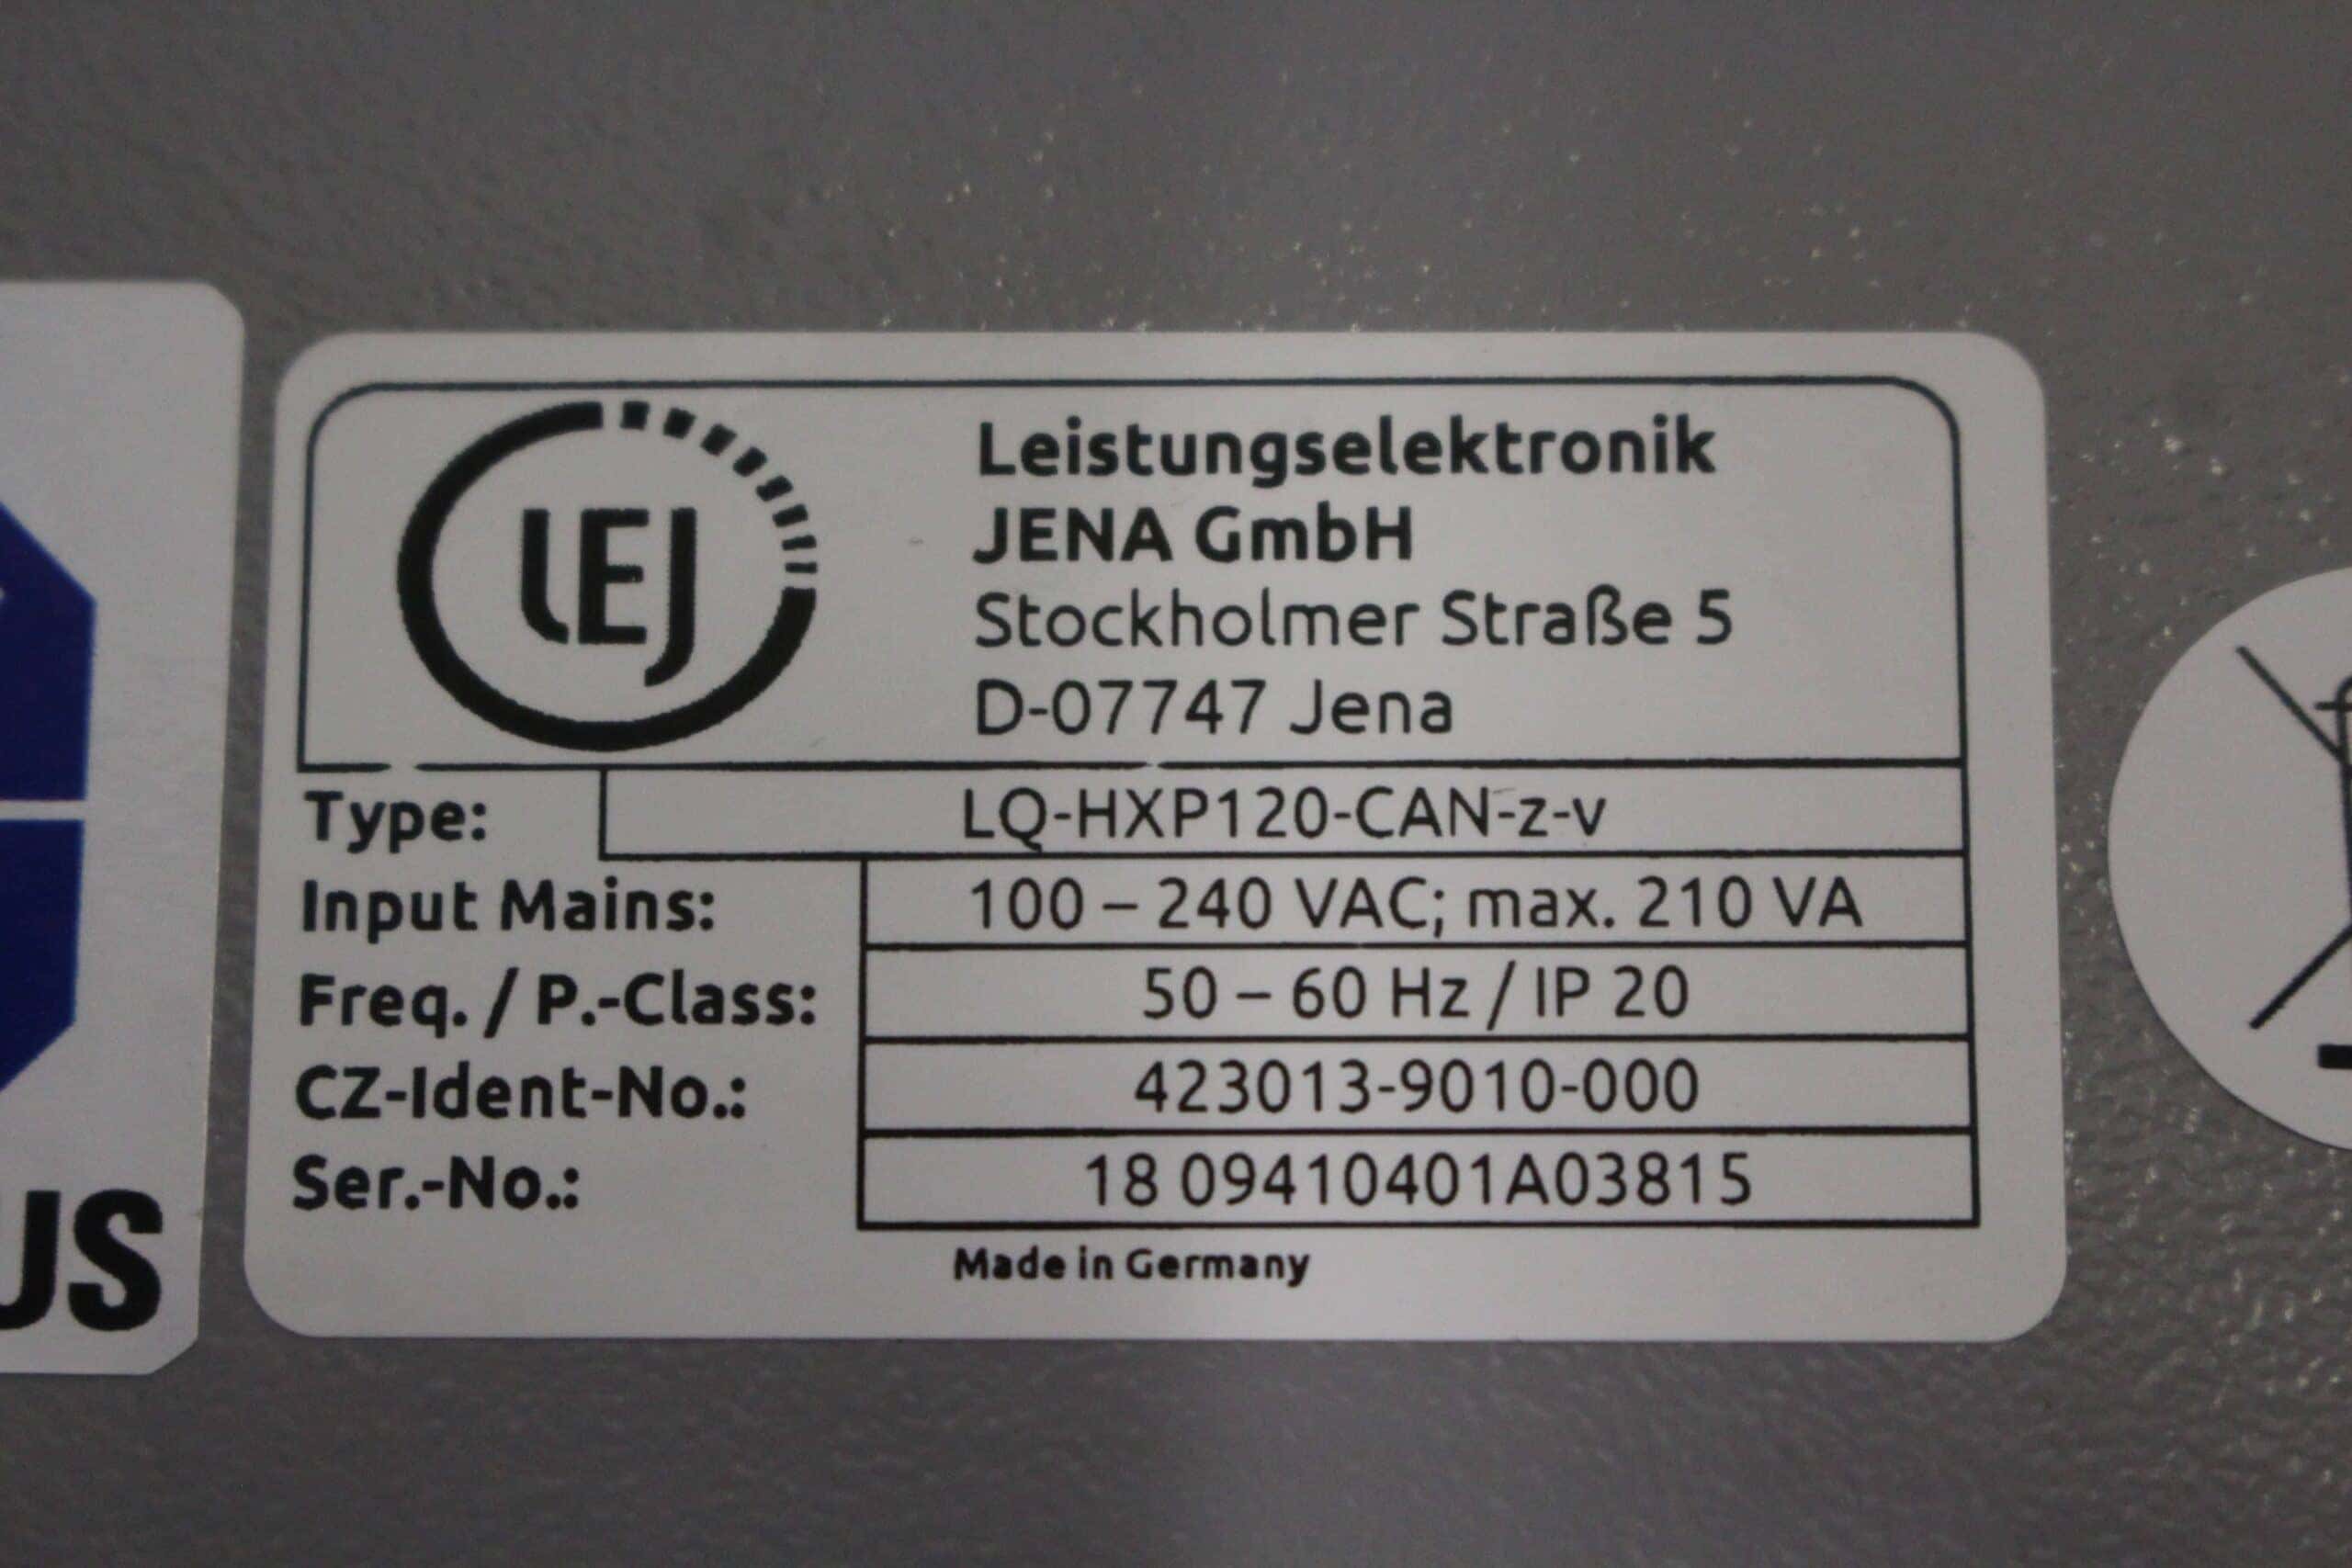 LEJ
Leistungselektronik
JENA GmbH
Stockholmer Straße 5
D-07747 Jena
Type: LQ-HXP120-CAN-z-v
Input Mains: 100 – 240 VAC; max. 210 VA
Freq. / P.-Class: 50 – 60 Hz / IP 20
CZ-Ident-No.: 423013-9010-000
Ser.-No.: 18 09410401A03815
Made in Germany
US